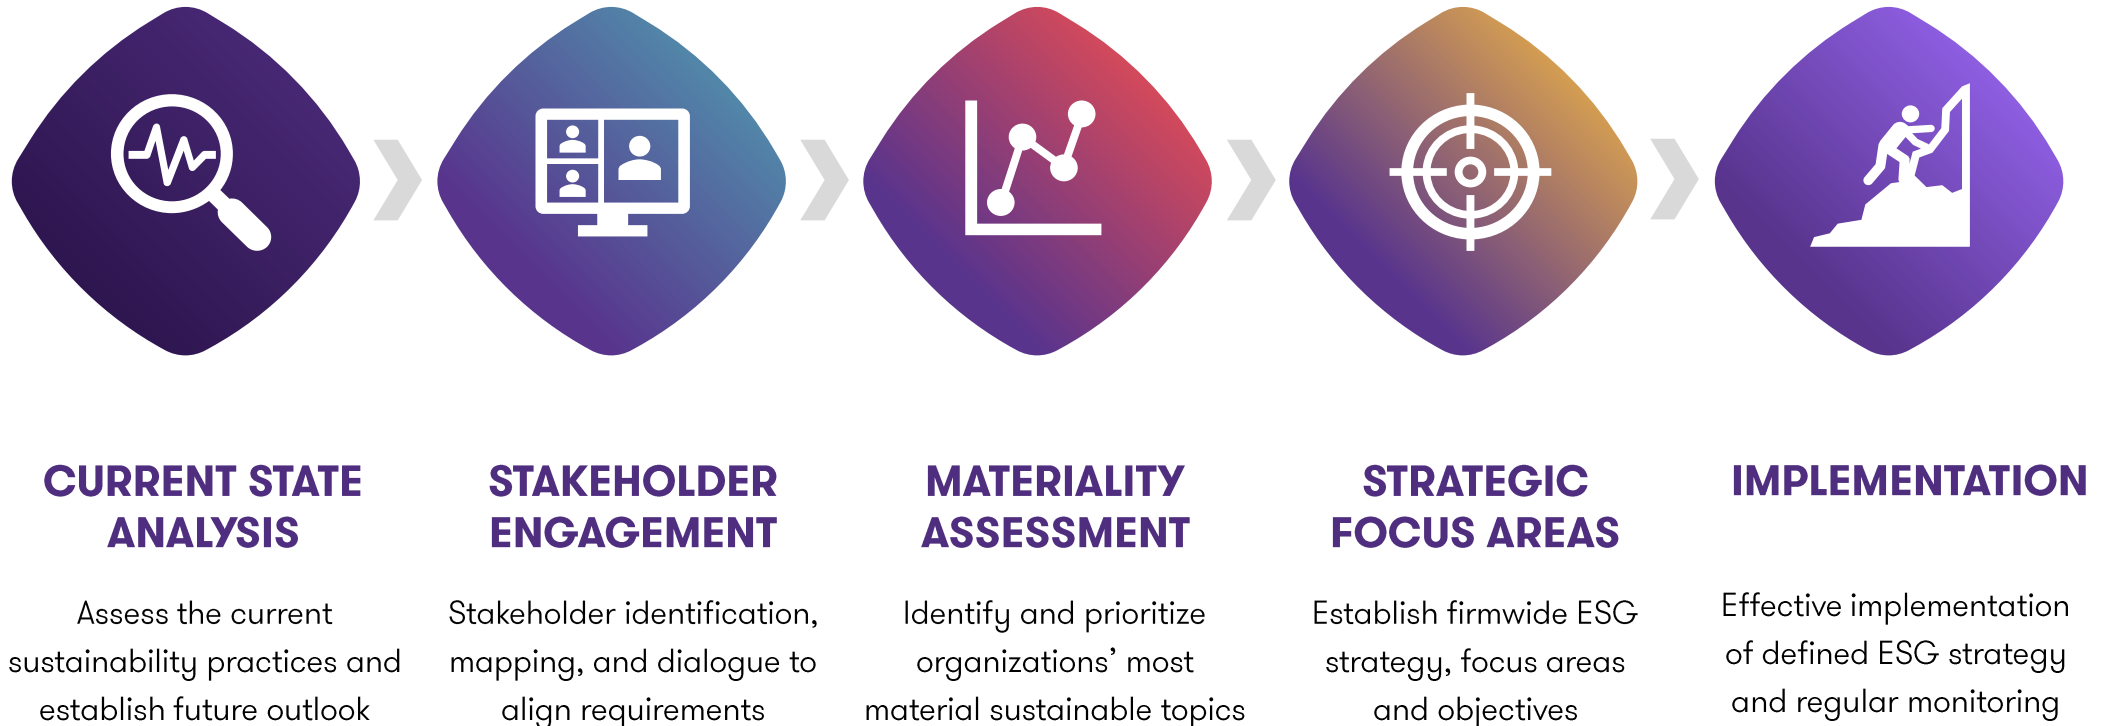 CURRENT STATE
ANALYSIS
Assess the current
sustainability practices and
establish future outlook
STAKEHOLDER
ENGAGEMENT
Stakeholder identification,
mapping, and dialogue to
align requirements
MATERIALITY
ASSESSMENT
Identify and prioritize
organizations’ most
material sustainable topics
STRATEGIC
FOCUS AREAS
Establish firmwide ESG
strategy, focus areas
and objectives
IMPLEMENTATION
Effective implementation
of defined ESG strategy
and regular monitoring